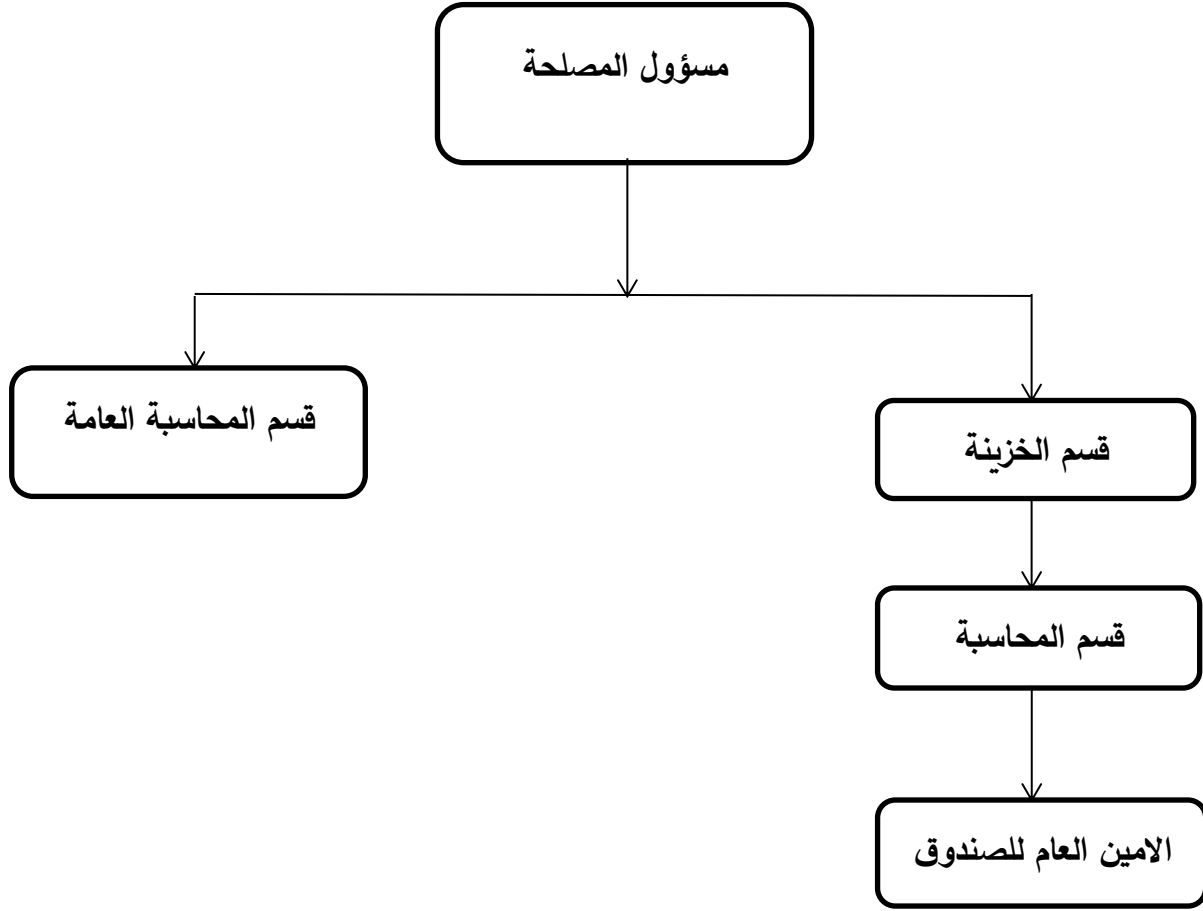 مسؤول المصلحة
قسم المحاسبة العامة
قسم الخزينة
قسم المحاسبة
الامين العام للصندوق